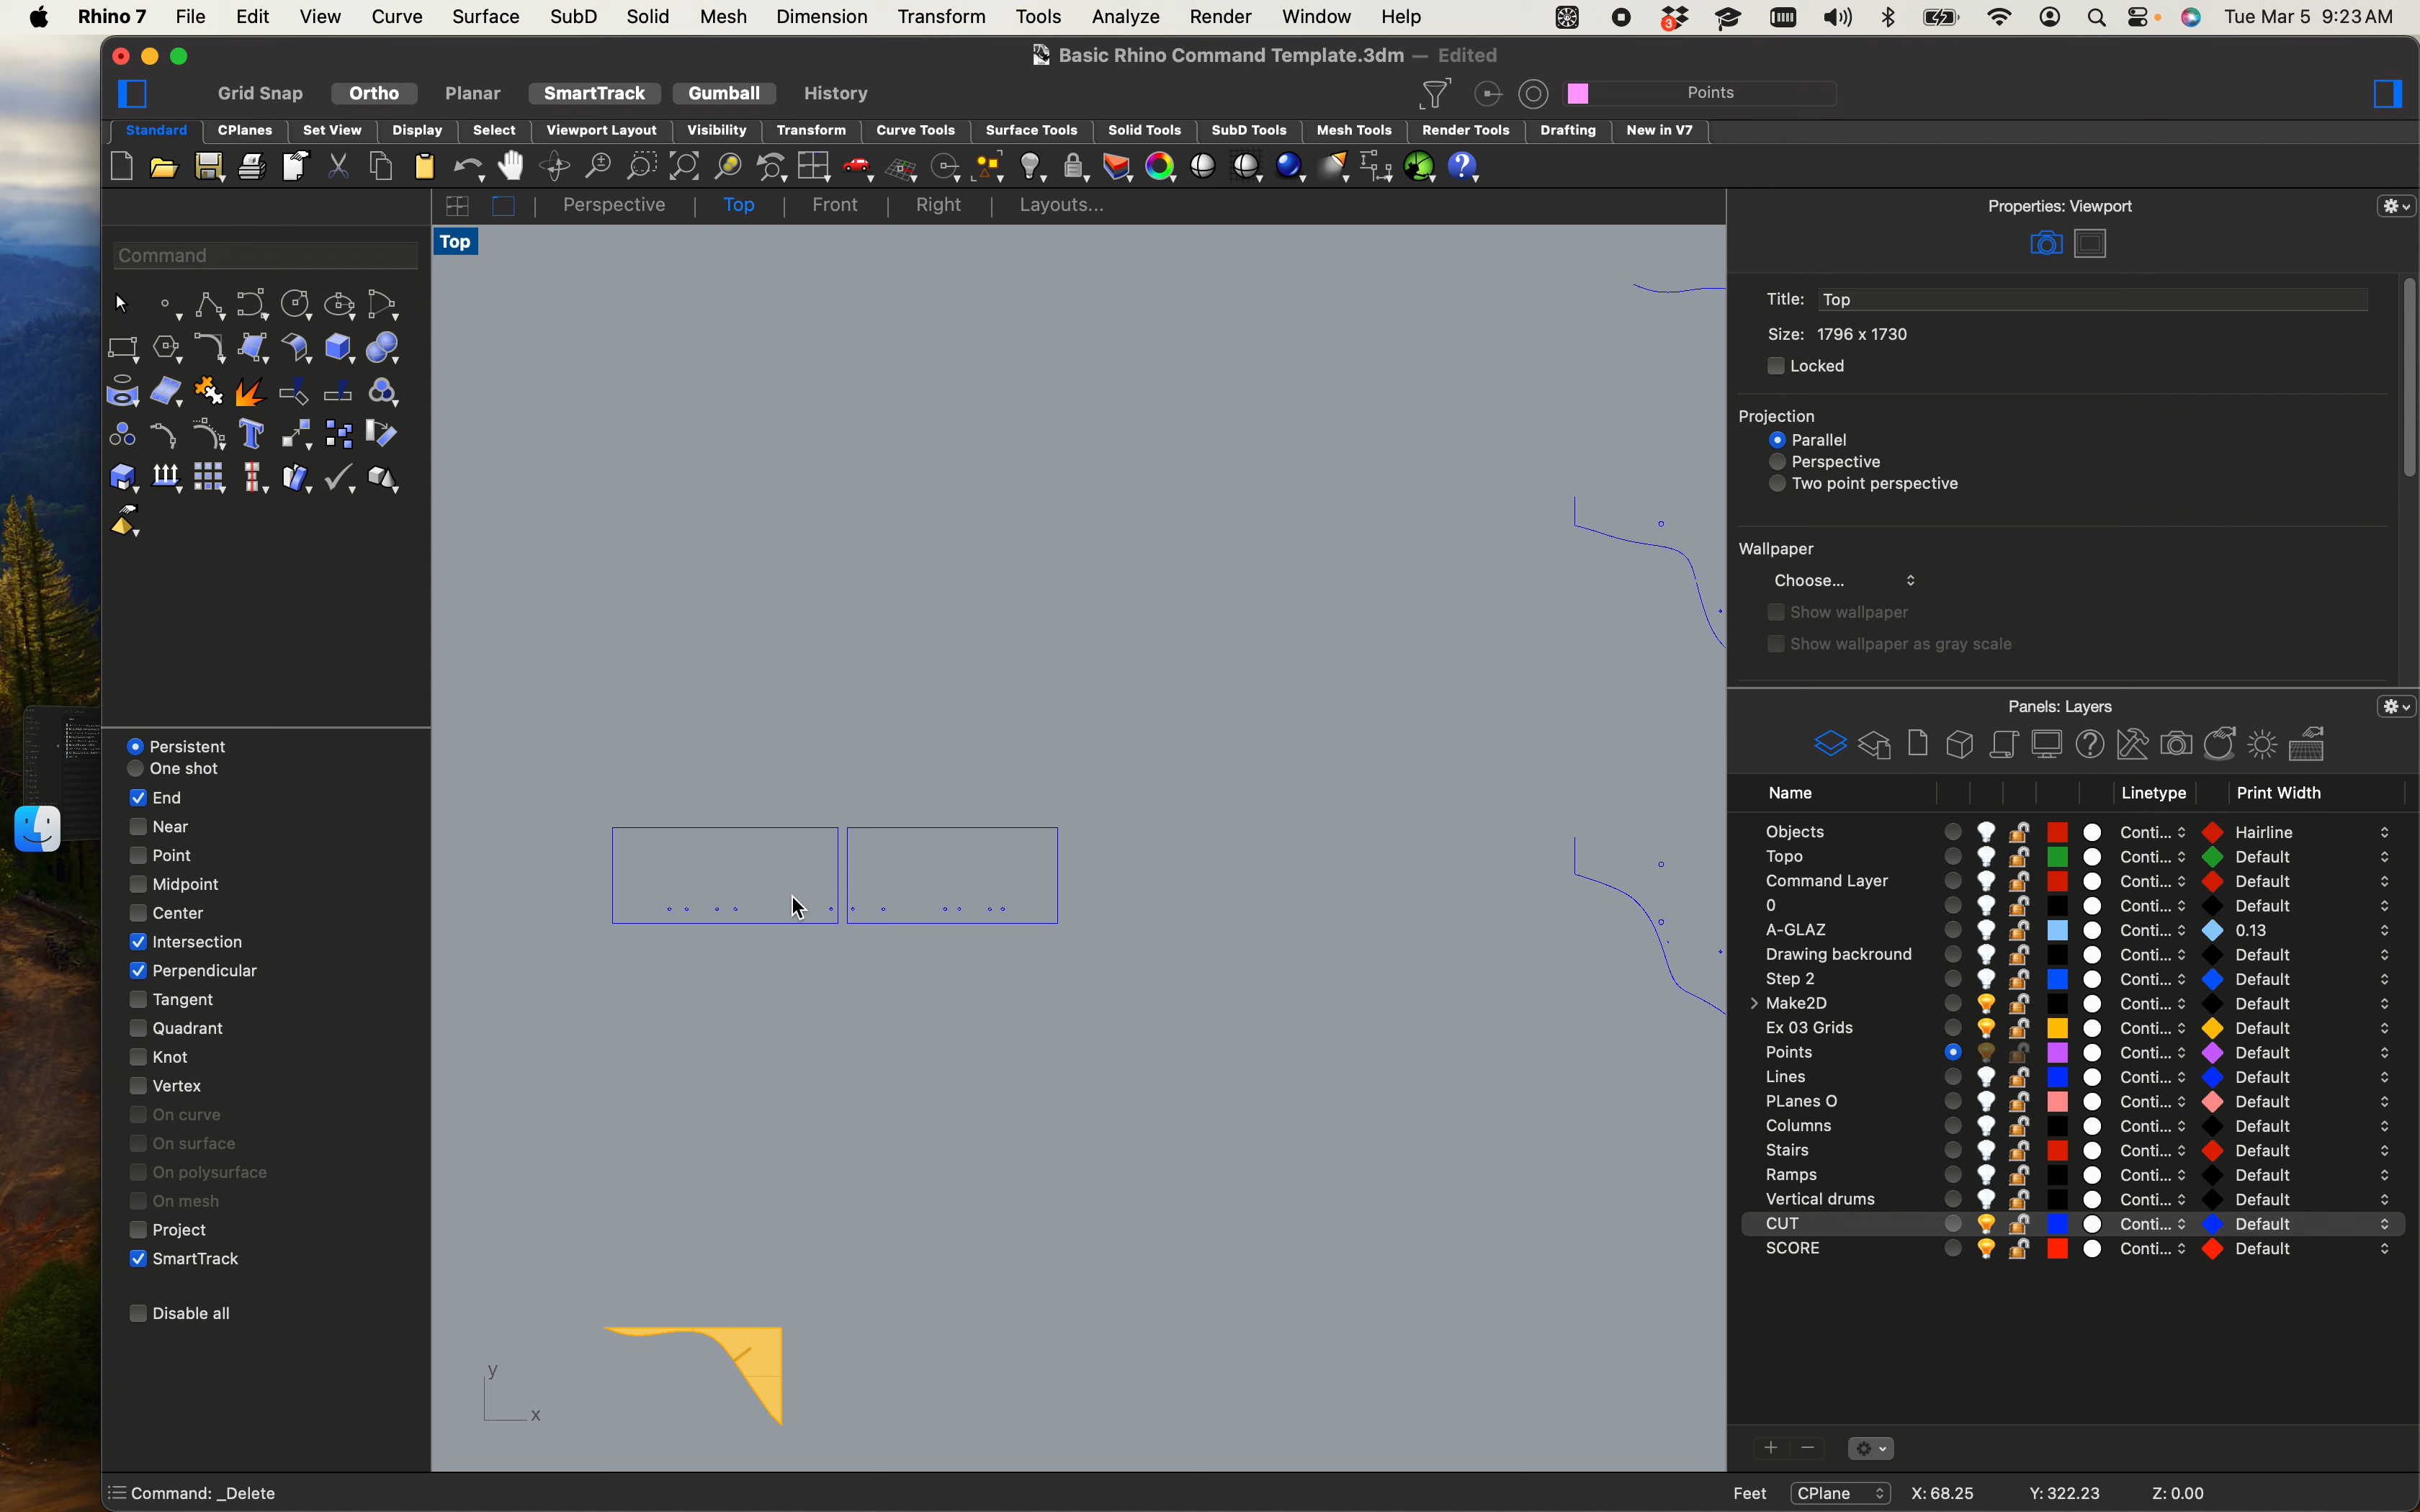 Rhino 7 File Edit View Curve Surface SubD Solid Mesh Dimension Transform Tools Analyze Render Window Help 3 Tue Mar 5 9:23 AM
Basic Rhino Command Template.3dm — Edited
Grid Snap Ortho Planar SmartTrack Gumball History Points
Standard CPlanes Set View Display Select Viewport Layout Visibility Transform Curve Tools Surface Tools Solid Tools SubD Tools Mesh Tools Render Tools Drafting New in V7
Perspective Top Front Right Layouts...
Properties: Viewport
Top
Command
Title: Top
Size: 1796 x 1730
Locked
Projection
Parallel
Perspective
Two point perspective
Wallpaper
Choose...
Show wallpaper
Show wallpaper as gray scale
Panels: Layers
Persistent
One shot
End
Near
Point
Midpoint
Center
Intersection
Perpendicular
Tangent
Quadrant
Knot
Vertex
On curve
On surface
On polysurface
On mesh
Project
SmartTrack
Disable all
y
x
Name Linetype Print Width
Objects Conti... Hairline
Topo Conti... Default
Command Layer Conti... Default
0 Conti... Default
A-GLAZ Conti... 0.13
Drawing backround Conti... Default
Step 2 Conti... Default
Make2D Conti... Default
Ex 03 Grids Conti... Default
Points Conti... Default
Lines Conti... Default
PLanes O Conti... Default
Columns Conti... Default
Stairs Conti... Default
Ramps Conti... Default
Vertical drums Conti... Default
CUT Conti... Default
SCORE Conti... Default
Command: _Delete
Feet CPlane X: 68.25 Y: 322.23 Z: 0.00